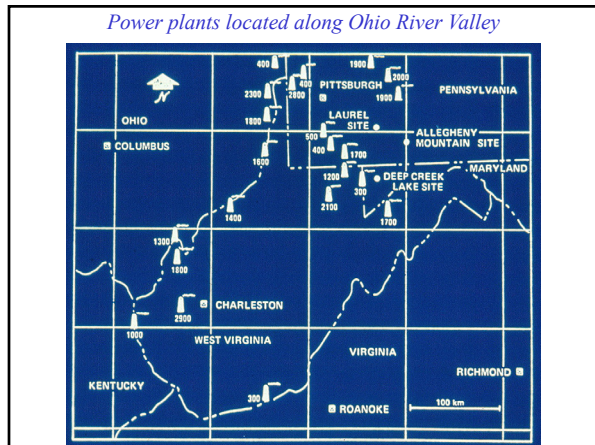 Power plants located along Ohio River Valley
400
1900
2000
400
2800
1900
2300
PITTSBURGH
PENNSYLVANIA
N
1800
OHIO
LAUREL
SITE
500
ALLEGHENY
MOUNTAIN SITE
COLUMBUS
400
1700
1600
MARYLAND
1200
300
DEEP CREEK
LAKE SITE
2100
1400
1700
1300
1800
CHARLESTON
2900
1000
WEST VIRGINIA
VIRGINIA
RICHMOND
KENTUCKY
300
ROANOKE
100 km